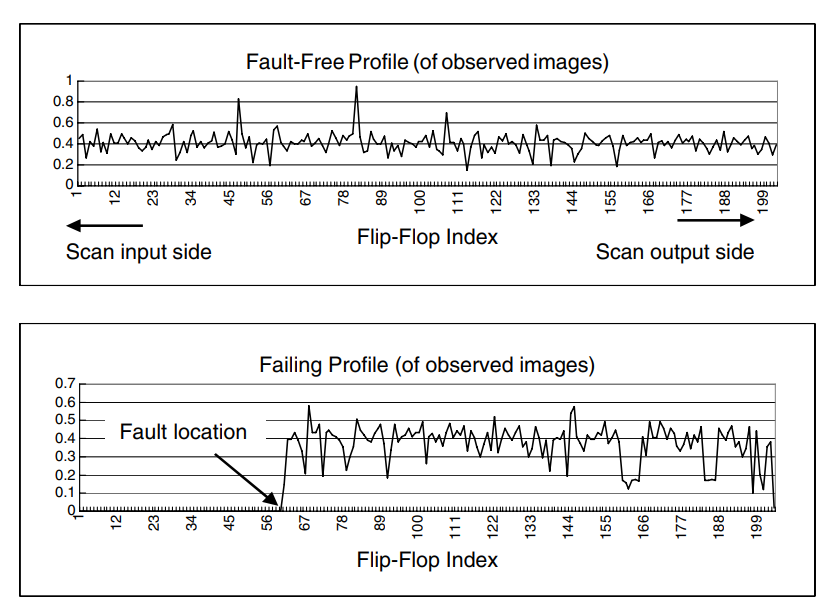 Fault-Free Profile (of observed images)
1
0.8
0.6
0.4
0.2
0
1 12 23 34 45 56 67 78 89 100 111 122 133 144 155 166 177 188 199
Scan input side
Flip-Flop Index
Scan output side
Failing Profile (of observed images)
0.7
0.6
0.5
0.4
0.3
0.2
0.1
0
Fault location
1 12 23 34 45 56 67 78 89 100 111 122 133 144 155 166 177 188 199
Flip-Flop Index